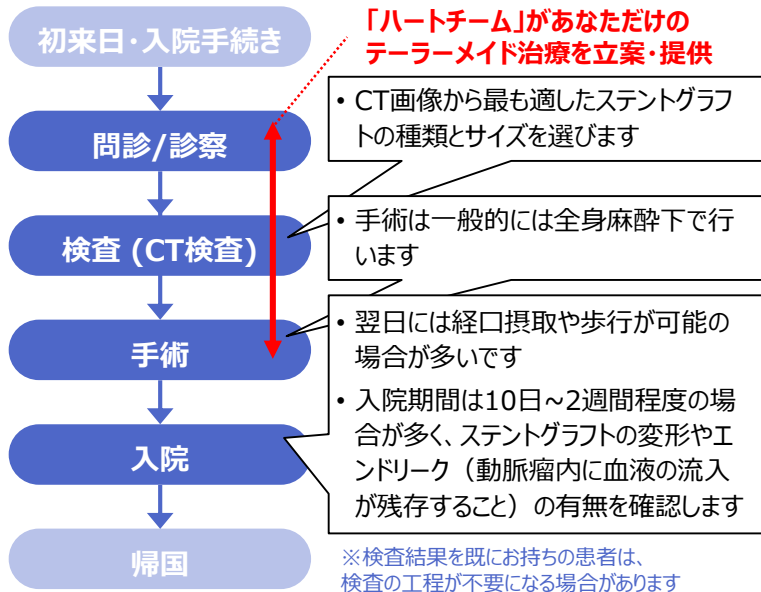 初来日・入院手続き
「ハートチーム」があなただけの
テーラーメイド治療を立案・提供
・CT画像から最も適したステントグラフ
トの種類とサイズを選びます
問診/診察
・手術は一般的には全身麻酔下で行
います
検査 (CT検査)
・翌日には経口摂取や歩行が可能の
場合が多いです
手術
・入院期間は10日~2週間程度の場
合が多く、ステントグラフトの変形やエ
ンドリーク（動脈瘤内に血液の流入
が残存すること）の有無を確認します
入院
帰国
※検査結果を既にお持ちの患者は、
検査の工程が不要になる場合があります